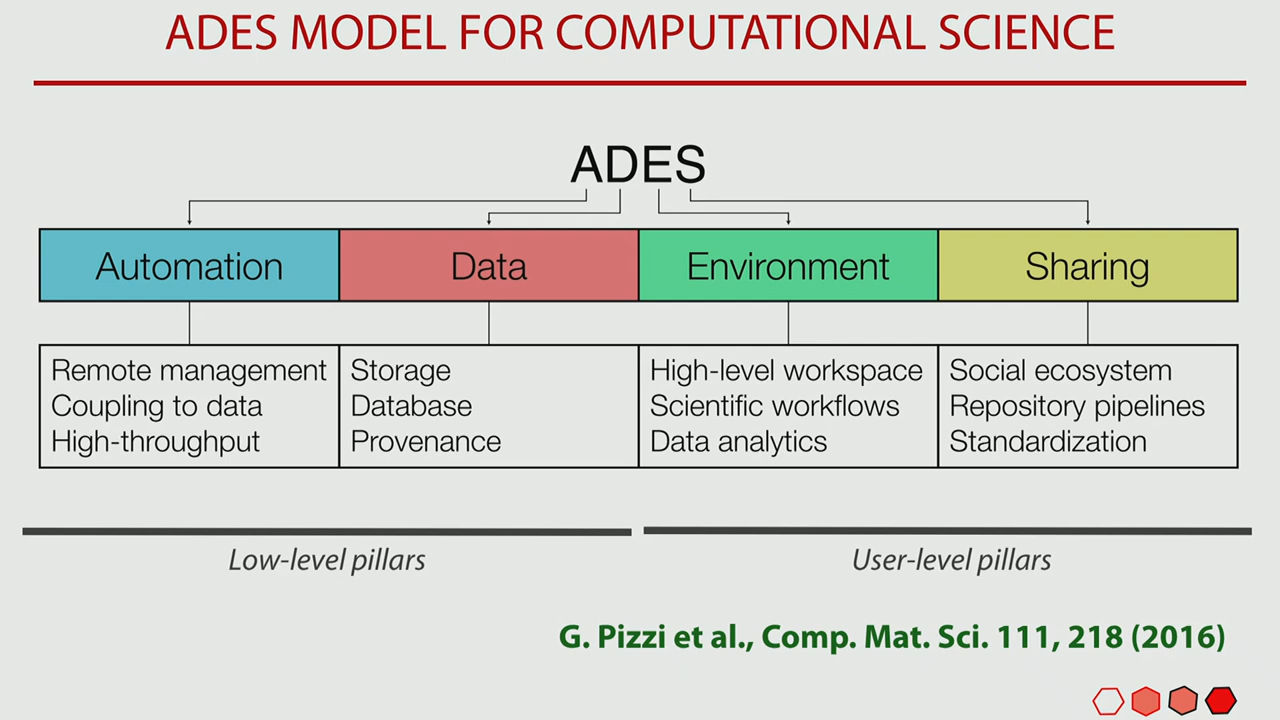 ADES MODEL FOR COMPUTATIONAL SCIENCE
ADES
Automation
Data
Environment
Sharing
Remote management
Coupling to data
High-throughput
Storage
Database
Provenance
High-level workspace
Scientific workflows
Data analytics
Social ecosystem
Repository pipelines
Standardization
Low-level pillars
User-level pillars
G. Pizzi et al., Comp. Mat. Sci. 111, 218 (2016)